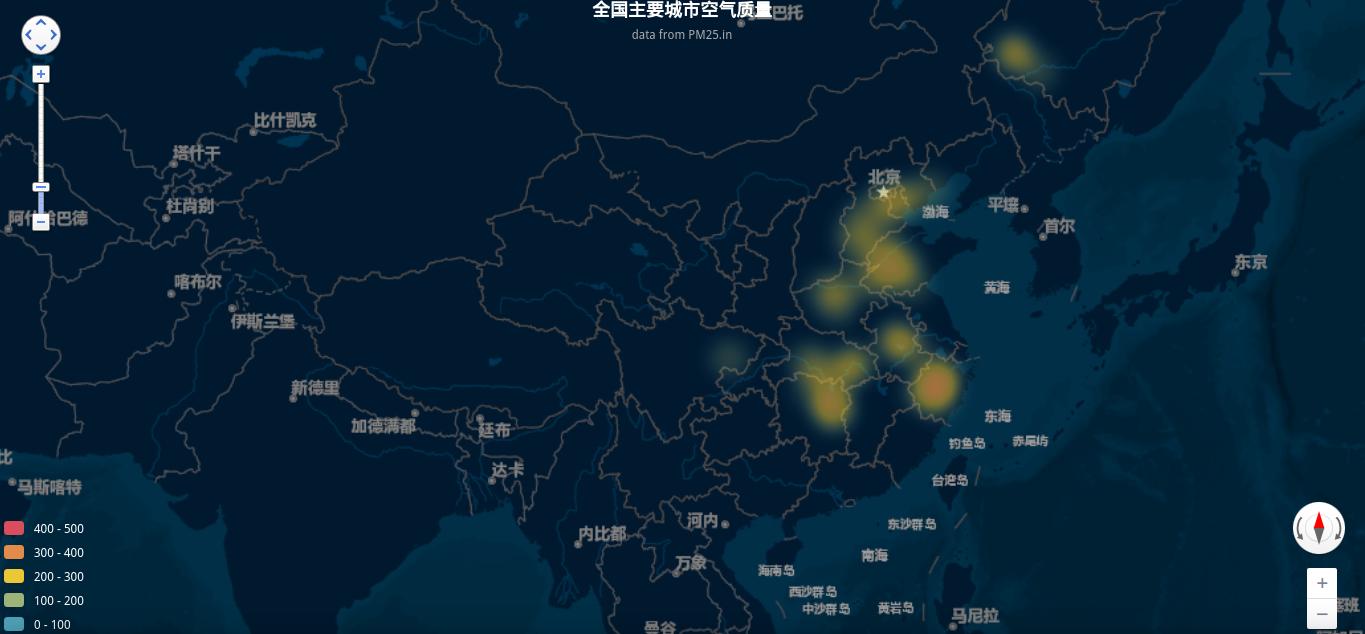 全国主要城市空气质量
巴托
data from PM25.in
比什凯克
塔什干
杜尚别
北京
渤海
平壤
首尔
东京
喀布尔
黄海
伊斯兰堡
新德里
加德满都
廷布
东海
钓鱼岛
赤尾屿
达卡
台湾岛
马斯喀特
河内
东沙群岛
内比都
南海
万象
海南岛
西沙群岛
中沙群岛
黄岩岛
马尼拉
曼谷
400 - 500
300 - 400
200 - 300
100 - 200
0 - 100